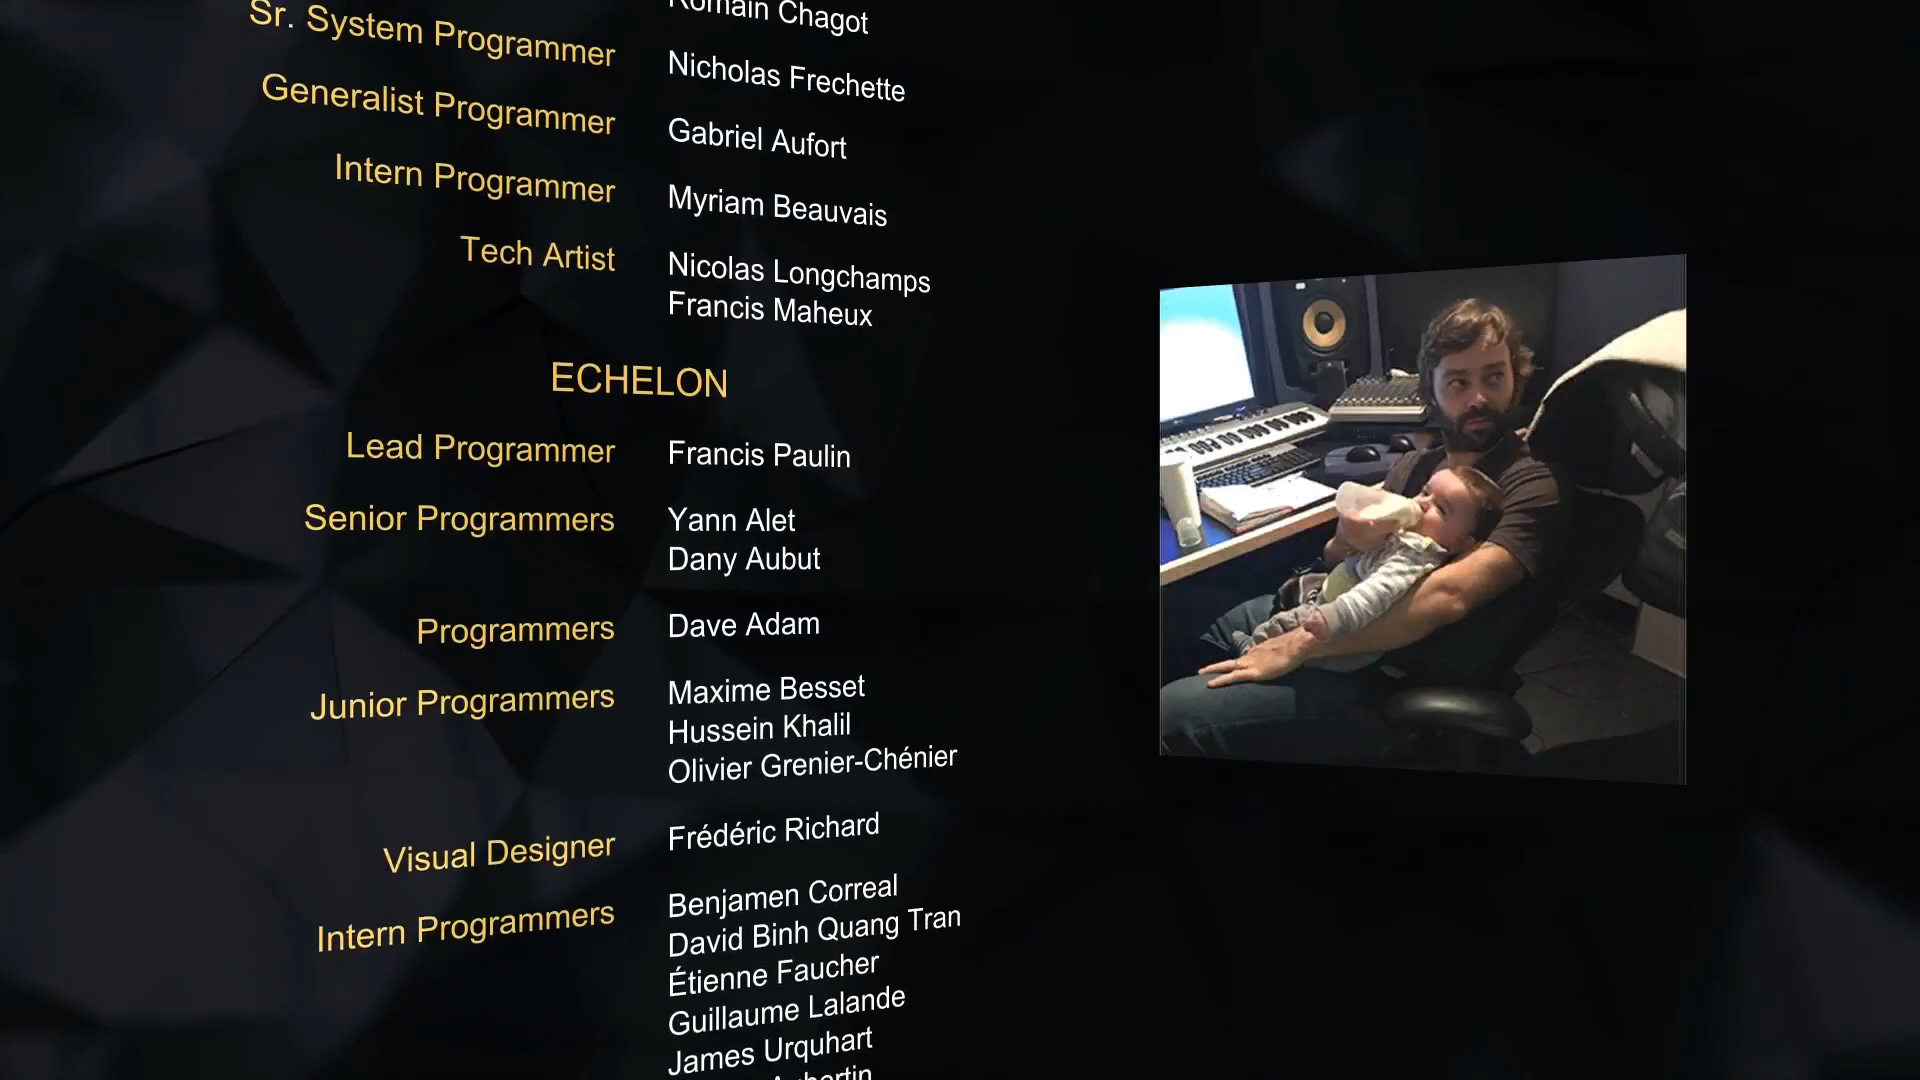 Romain Chagot
Sr. System Programmer Nicholas Frechette
Generalist Programmer Gabriel Aufort
Intern Programmer Myriam Beauvais
Tech Artist Nicolas Longchamps
Francis Maheux
ECHELON
Lead Programmer Francis Paulin
Senior Programmers Yann Alet
Dany Aubut
Programmers Dave Adam
Junior Programmers Maxime Besset
Hussein Khalil
Olivier Grenier-Chénier
Visual Designer Frédéric Richard
Intern Programmers Benjamen Correal
David Binh Quang Tran
Étienne Faucher
Guillaume Lalande
James Urquhart